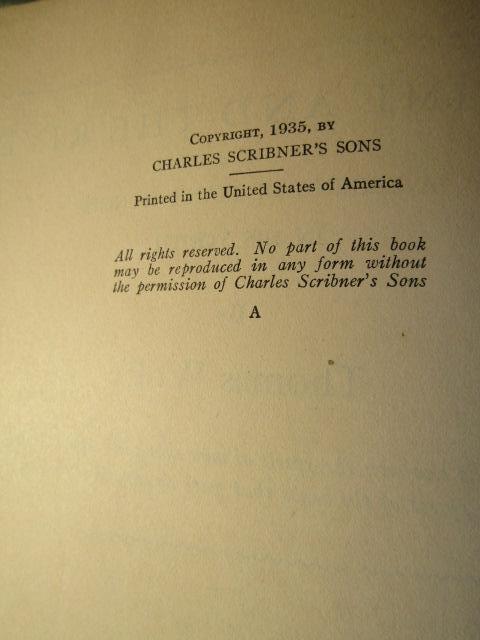 COPYRIGHT, 1935, BY
CHARLES SCRIBNER'S SONS
Printed in the United States of America
All rights reserved. No part of this book
may be reproduced in any form without
the permission of Charles Scribner's Sons
A